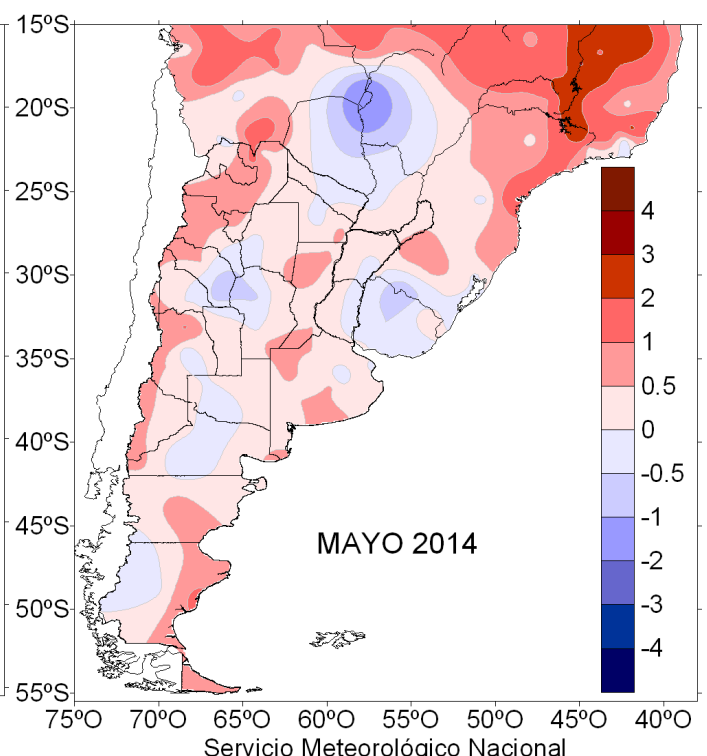 15ºS
20ºS
25ºS
30ºS
35ºS
40ºS
45ºS
50ºS
55ºS
4
3
2
1
0.5
0
-0.5
-1
-2
-3
-4
MAYO 2014
75ºO 70ºO 65ºO 60ºO 55ºO 50ºO 45ºO 40ºO
Servicio Meteorológico Nacional